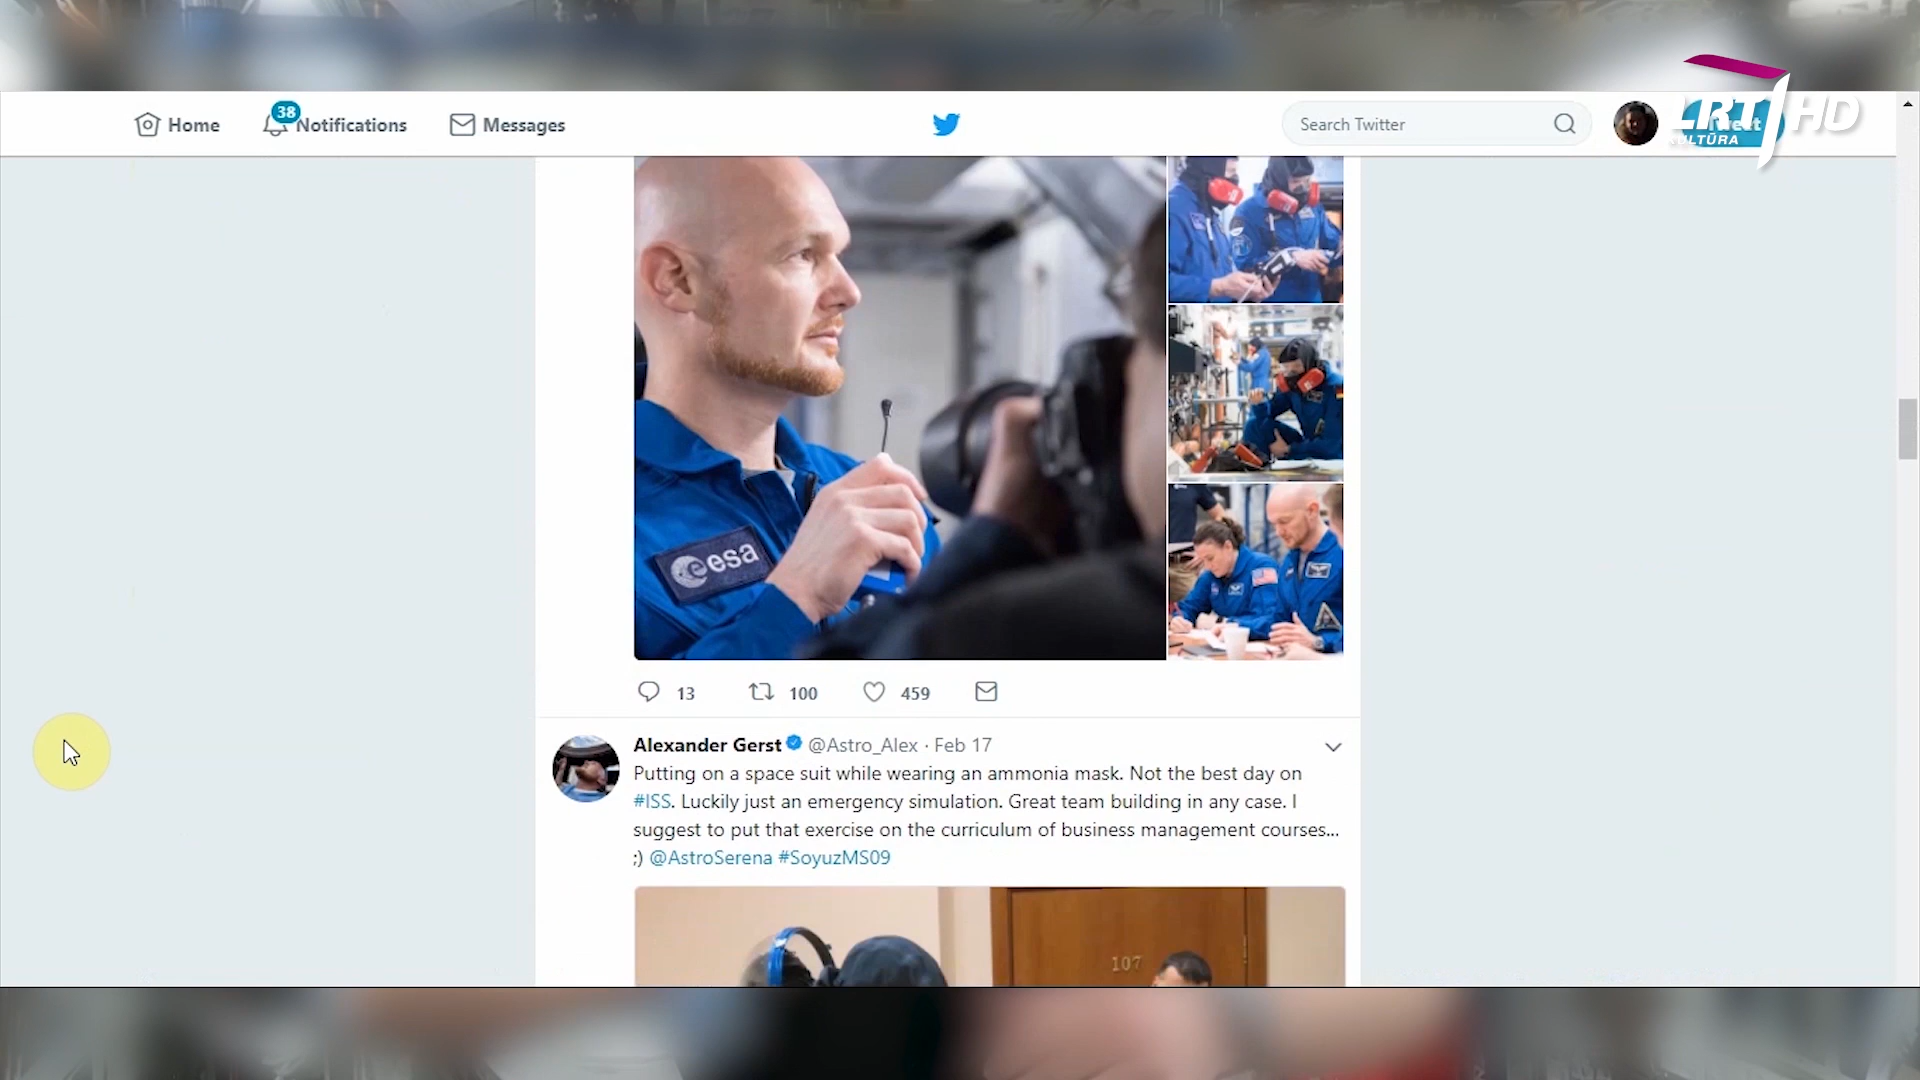 LRT HD
KULTŪRA
Home
38
Notifications
Messages
Search Twitter
Tweet
esa
13
100
459
Alexander Gerst @Astro_Alex · Feb 17
Putting on a space suit while wearing an ammonia mask. Not the best day on
#ISS. Luckily just an emergency simulation. Great team building in any case. I
suggest to put that exercise on the curriculum of business management courses...
;) @AstroSerena #SoyuzMS09
107